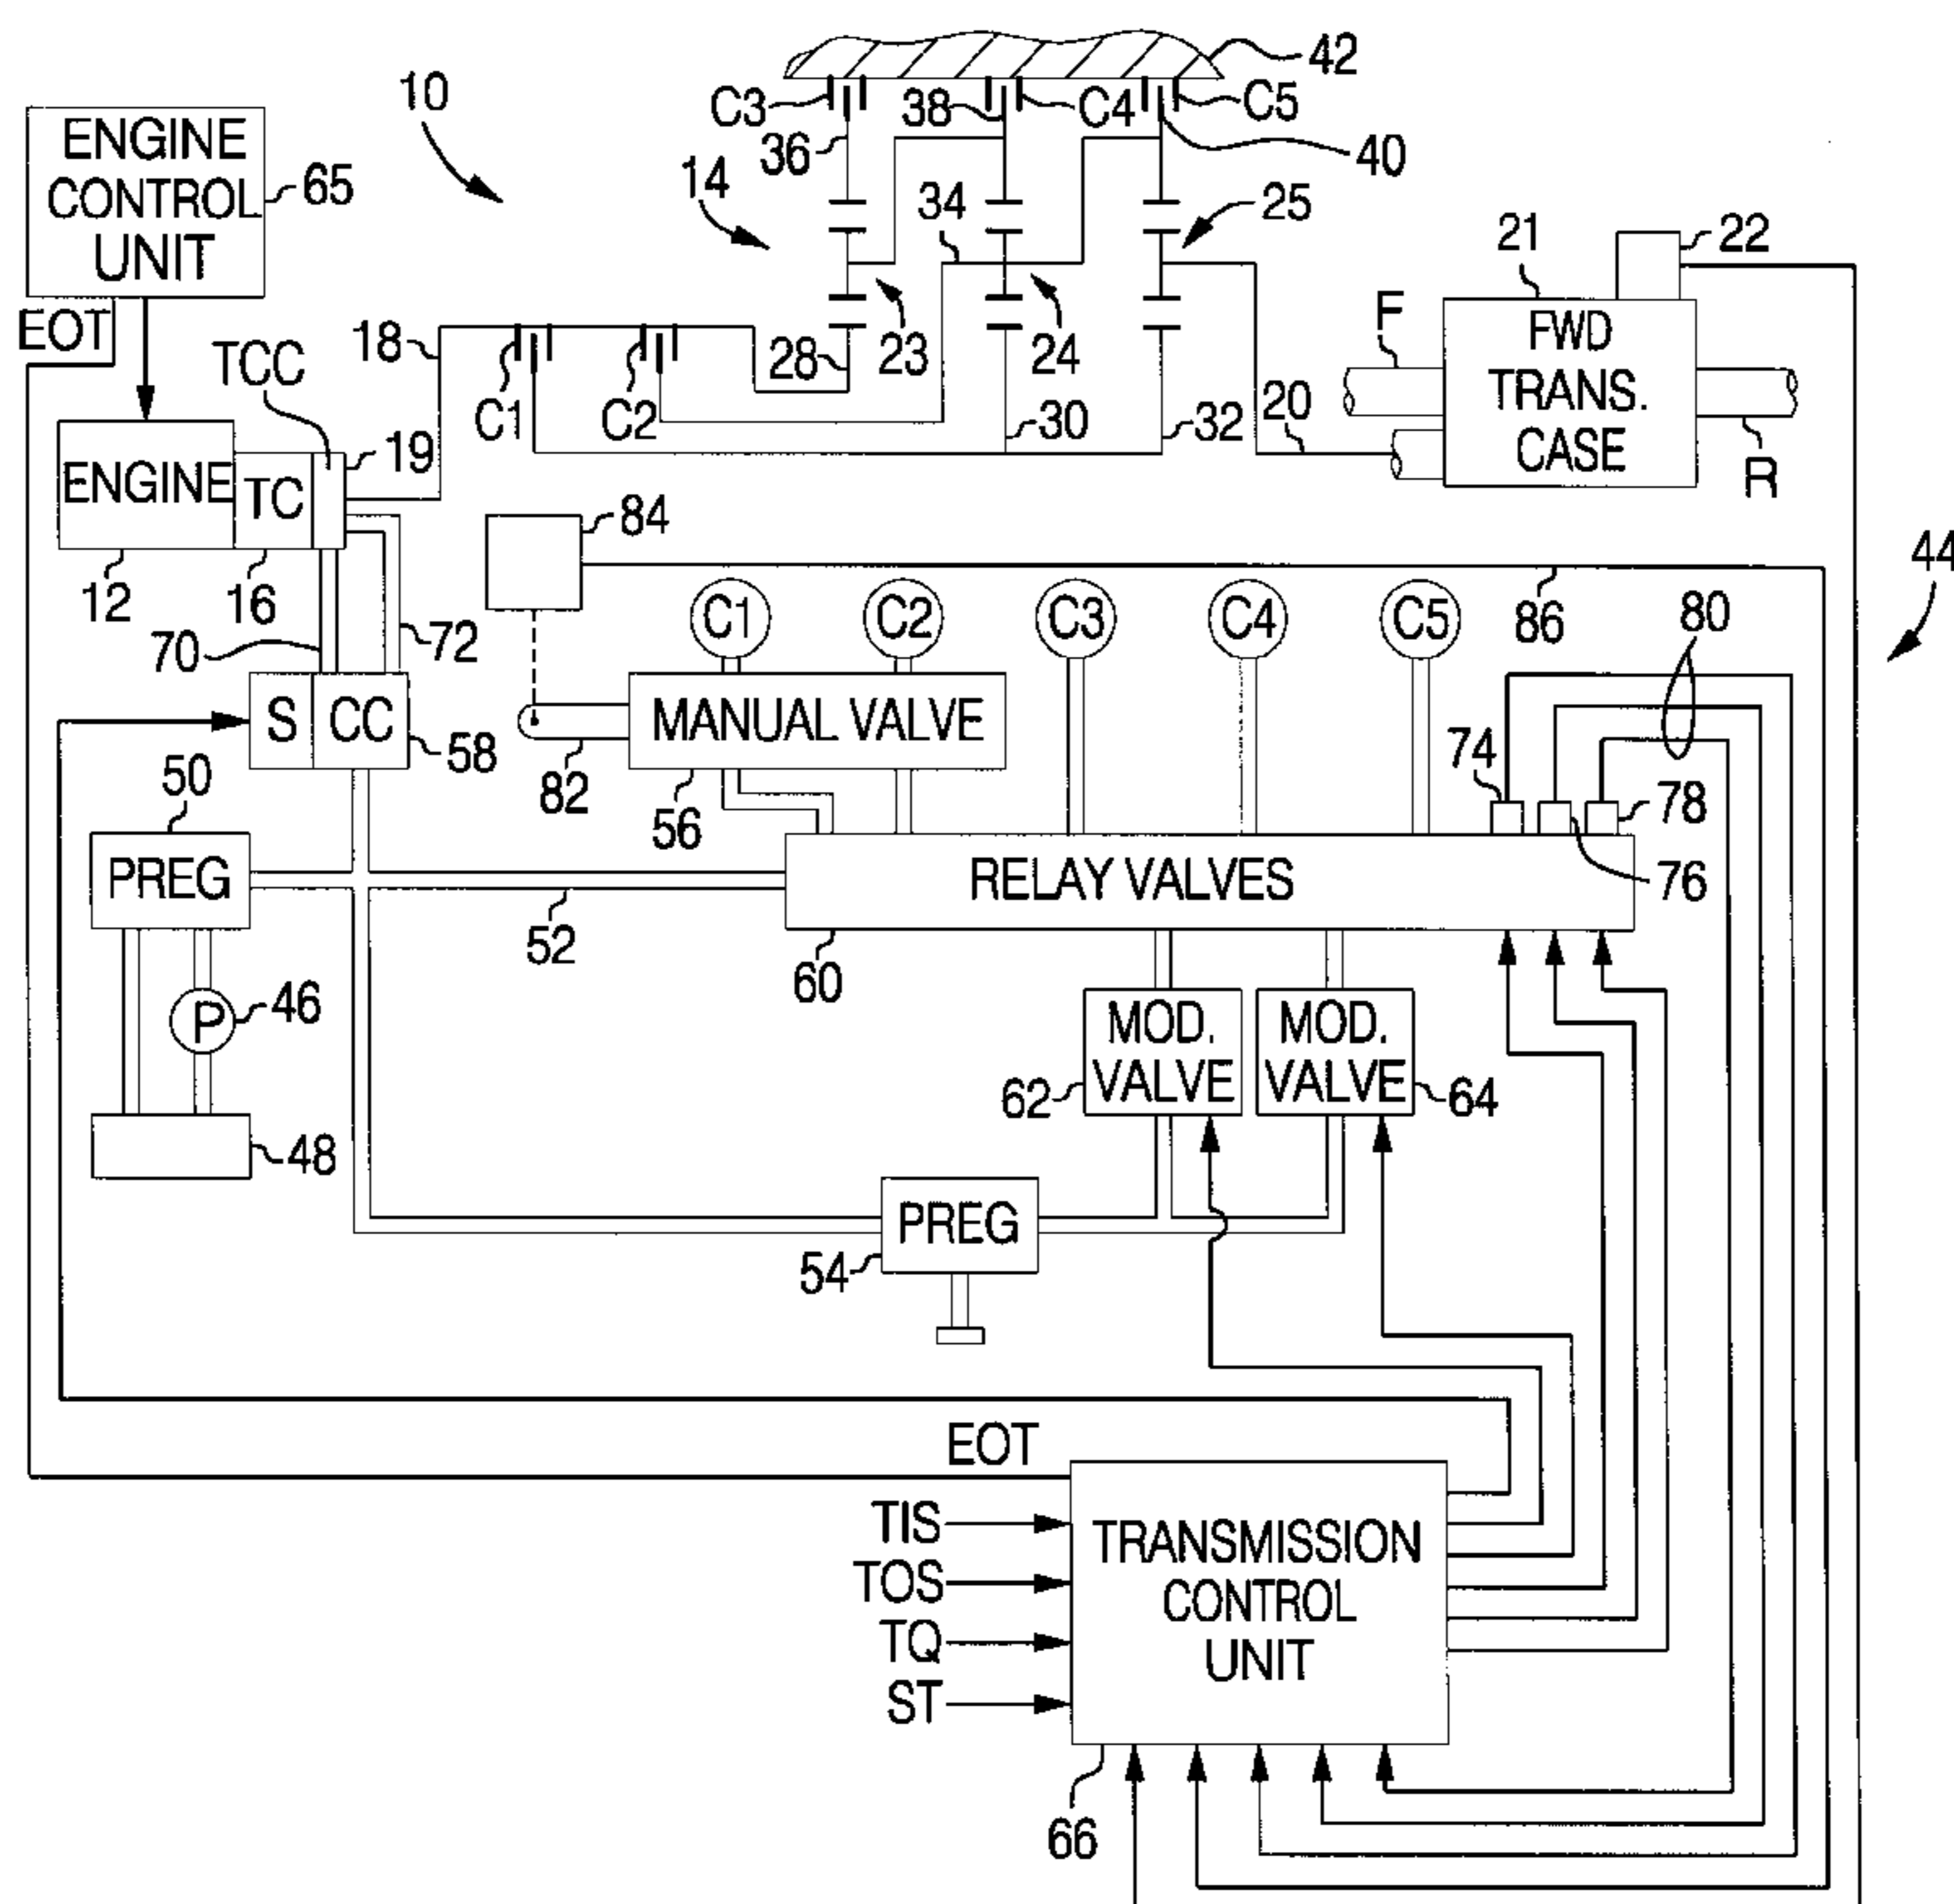 42
10
C3
38
C4
C5
ENGINE
CONTROL
UNIT
65
36
40
14
34
25
21
22
EOT
18
TCC
28
23
24
F
FWD
TRANS.
CASE
C1
C2
30
32
20
R
19
ENGINE
TC
84
12
16
44
C1
C2
C3
C4
C5
86
80
70
72
S
CC
58
MANUAL VALVE
82
56
74
78
50
PREG
RELAY VALVES
76
52
60
P
46
MOD.
VALVE
MOD.
VALVE
62
64
48
PREG
54
EOT
TIS
TOS
TQ
ST
TRANSMISSION
CONTROL
UNIT
66